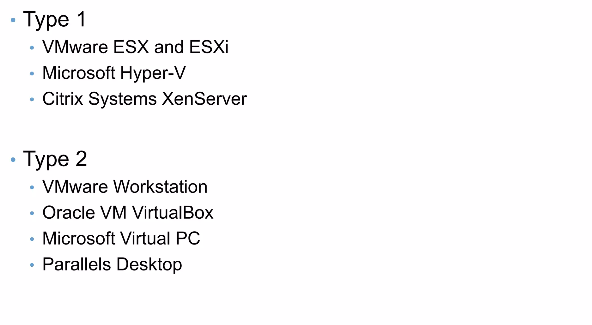 • Type 1
• VMware ESX and ESXi
• Microsoft Hyper-V
• Citrix Systems XenServer
• Type 2
• VMware Workstation
• Oracle VM VirtualBox
• Microsoft Virtual PC
• Parallels Desktop